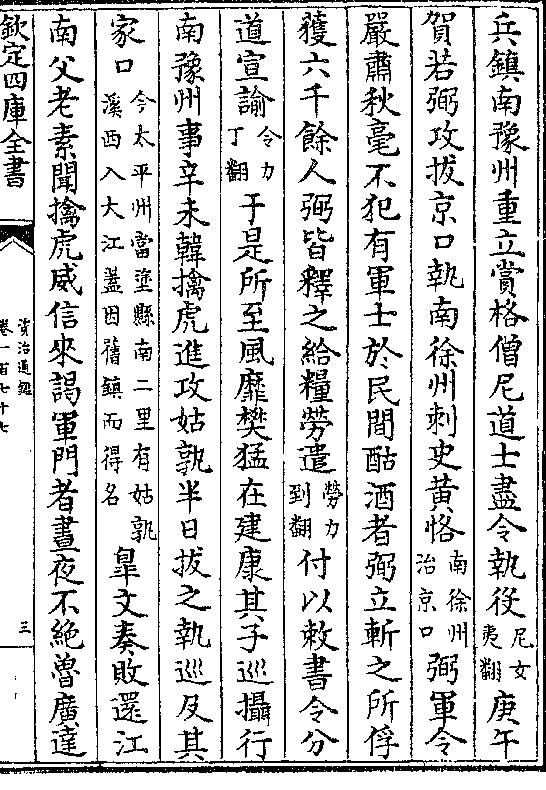 兵鎮南豫州重立賞格僧尼道士盡令執役尼女夷翻庚午
賀若弼攻拔京口執南徐州刺史黄恪南徐州治京口弼軍令
嚴肅秋毫不犯有軍士於民間酤酒者弼立斬之所俘
獲六千餘人弼皆釋之給糧勞遣勞力到翻付以敕書令分
道宣諭令力丁翻于是所至風靡樊猛在建康其子巡攝行
南豫州事辛未韓擒虎進攻姑孰半日拔之執巡及其
家口今太平州當塗縣南二里有姑孰溪西入大江蓋因舊鎮而得名臯文奏敗還江
南父老素聞擒虎威信來謁軍門者晝夜不絶魯廣達
欽定四庫全書
資治通鑑
卷一百七十七
三